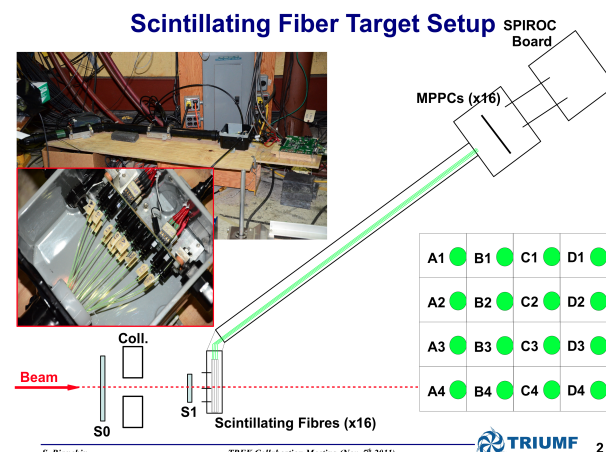 Scintillating Fiber Target Setup
SPIROC
Board
MPPCs (x16)
A1 B1 C1 D1
A2 B2 C2 D2
A3 B3 C3 D3
A4 B4 C4 D4
Coll.
Beam
S1
S0
Scintillating Fibres (x16)
TRIUMF
2